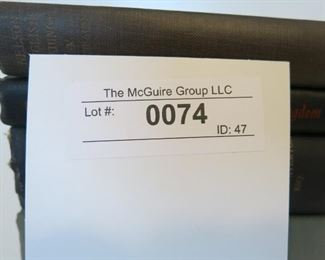 The McGuire Group LLC
Lot #: 0074
ID: 47